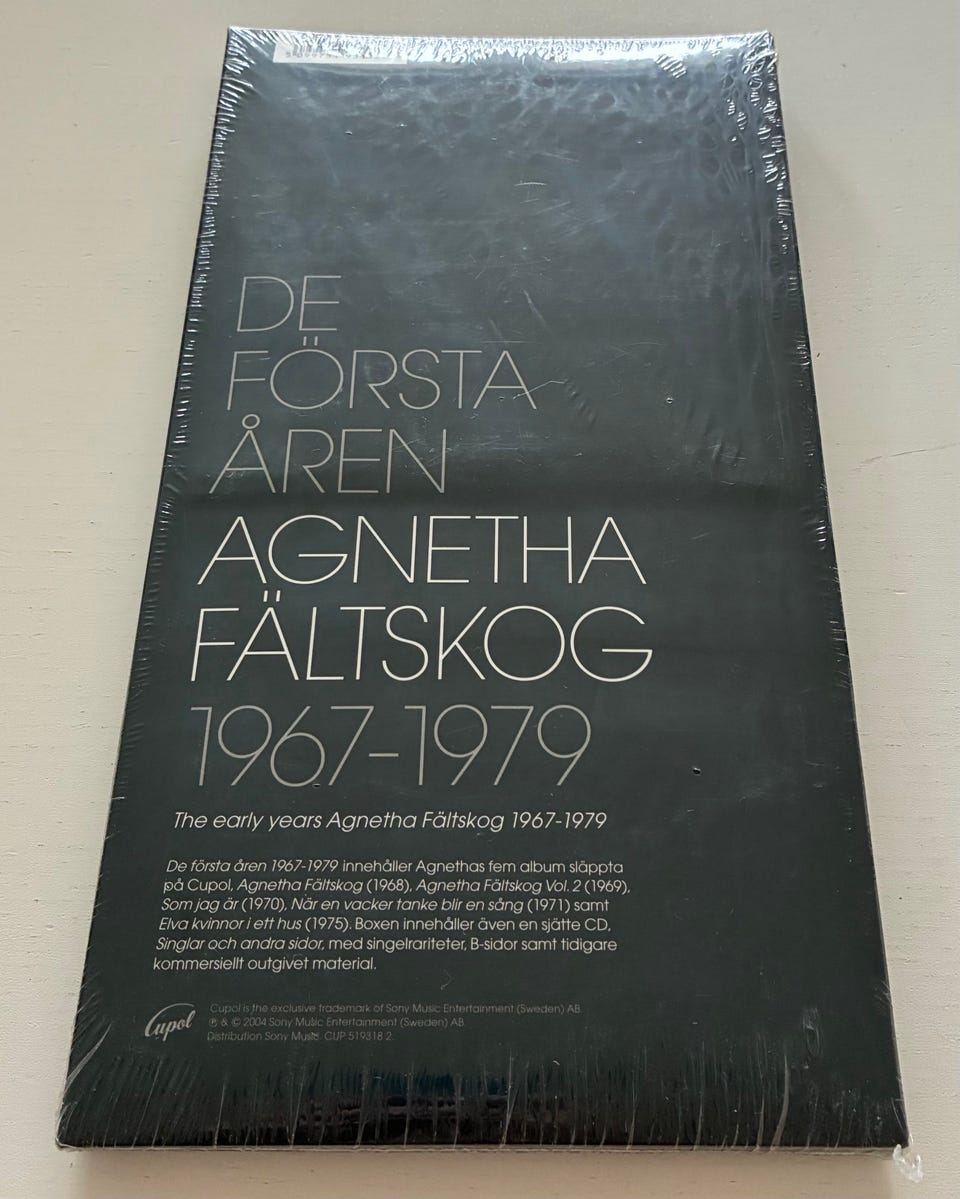 DE
FÖRSTA
ÅREN
AGNETHA
FÄLTSKOG
1967-1979
The early years Agnetha Fältskog 1967-1979
De första åren 1967-1979 innehåller Agnethas fem album släppta
på Cupol, Agnetha Fältskog (1968), Agnetha Fältskog Vol. 2 (1969),
Som jag är (1970), När en vacker tanke blir en sång (1971) samt
Elva kvinnor i ett hus (1975). Boxen innehåller även en sjätte CD,
Singlar och andra sidor, med singelrariteter, B-sidor samt tidigare
kommersiellt outgivet material.
Cupol
Cupol is the exclusive trademark of Sony Music Entertainment (Sweden) AB.
℗ & © 2004 Sony Music Entertainment (Sweden) AB.
Distribution Sony Music. CUP 519318 2.